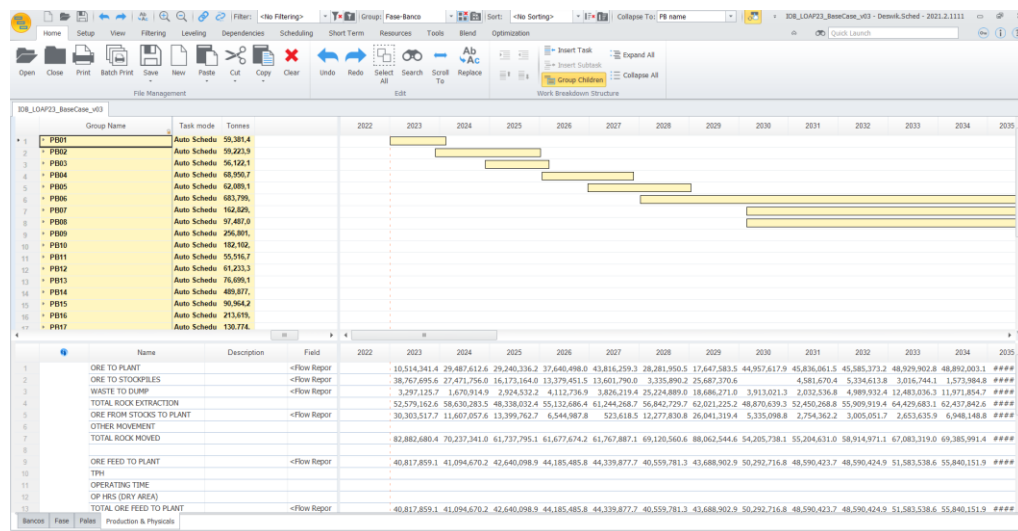 Filter: <No Filtering> Group: Fase-Banco Sort: <No Sorting> Collapse To: PB name IOB_LOAP23_BaseCase_v03 - Deswik.Sched - 2021.2.1111
Home Setup View Filtering Leveling Dependencies Scheduling Short Term Resources Tools Blend Optimization Quick Launch
Open Close Print Batch Print Save New Paste Cut Copy Clear Undo Redo Select All Search Scroll To Replace
Insert Task
Insert Subtask
Group Children
Expand All
Collapse All
File Management Edit Work Breakdown Structure
IOB_LOAP23_BaseCase_v03
Group Name Task mode Tonnes 2022 2023 2024 2025 2026 2027 2028 2029 2030 2031 2032 2033 2034 2035
1 PB01 Auto Schedu 59,381,4
2 PB02 Auto Schedu 59,223,9
3 PB03 Auto Schedu 56,122,1
4 PB04 Auto Schedu 68,950,7
5 PB05 Auto Schedu 62,089,1
6 PB06 Auto Schedu 683,799,
7 PB07 Auto Schedu 162,829,
8 PB08 Auto Schedu 97,487,0
9 PB09 Auto Schedu 256,801,
10 PB10 Auto Schedu 182,102,
11 PB11 Auto Schedu 55,516,7
12 PB12 Auto Schedu 61,233,3
13 PB13 Auto Schedu 76,699,1
14 PB14 Auto Schedu 489,877,
15 PB15 Auto Schedu 90,964,2
16 PB16 Auto Schedu 213,619,
17 PB17 Auto Schedu 130,774,
Name Description Field 2022 2023 2024 2025 2026 2027 2028 2029 2030 2031 2032 2033 2034 2035
1 ORE TO PLANT <Flow Repor 10,514,341.4 29,487,612.6 29,240,336.2 37,640,498.0 43,816,259.3 28,281,950.5 17,647,583.5 44,957,617.9 45,836,061.5 45,585,373.2 48,929,902.8 48,892,003.1 ####
2 ORE TO STOCKPILES <Flow Repor 38,767,695.6 27,471,756.0 16,173,164.0 13,379,451.5 13,601,790.0 3,335,890.2 25,687,370.6 4,581,670.4 5,334,613.8 3,016,744.1 1,573,984.8 ####
3 WASTE TO DUMP <Flow Repor 3,297,125.7 1,670,914.9 2,924,532.2 4,112,736.9 3,826,219.4 25,224,889.0 18,686,271.0 3,913,021.3 2,032,536.8 4,989,932.4 12,483,036.3 11,971,854.7 ####
4 TOTAL ROCK EXTRACTION 52,579,162.6 58,630,283.5 48,338,032.4 55,132,686.4 61,244,268.7 56,842,729.7 62,021,225.2 48,870,639.3 52,450,268.8 55,909,919.4 64,429,683.1 62,437,842.6 ####
5 ORE FROM STOCKS TO PLANT <Flow Repor 30,303,517.7 11,607,057.6 13,399,762.7 6,544,987.8 523,618.5 12,277,830.8 26,041,319.4 5,335,098.8 2,754,362.2 3,005,051.7 2,653,635.9 6,948,148.8 ####
6 OTHER MOVEMENT
7 TOTAL ROCK MOVED 82,882,680.4 70,237,341.0 61,737,795.1 61,677,674.2 61,767,887.1 69,120,560.6 88,062,544.6 54,205,738.1 55,204,631.0 58,914,971.1 67,083,319.0 69,385,991.4 ####
8
9 ORE FEED TO PLANT <Flow Repor 40,817,859.1 41,094,670.2 42,640,098.9 44,185,485.8 44,339,877.7 40,559,781.3 43,688,902.9 50,292,716.8 48,590,423.7 48,590,424.9 51,583,538.6 55,840,151.9 ####
10 TPH
11 OPERATING TIME
12 OP HRS (DRY AREA)
13 TOTAL ORE FEED TO PLANT <Flow Repor 40,817,859.1 41,094,670.2 42,640,098.9 44,185,485.8 44,339,877.7 40,559,781.3 43,688,902.9 50,292,716.8 48,590,423.7 48,590,424.9 51,583,538.6 55,840,151.9 ####
Bancos Fase Palas Production & Physicals